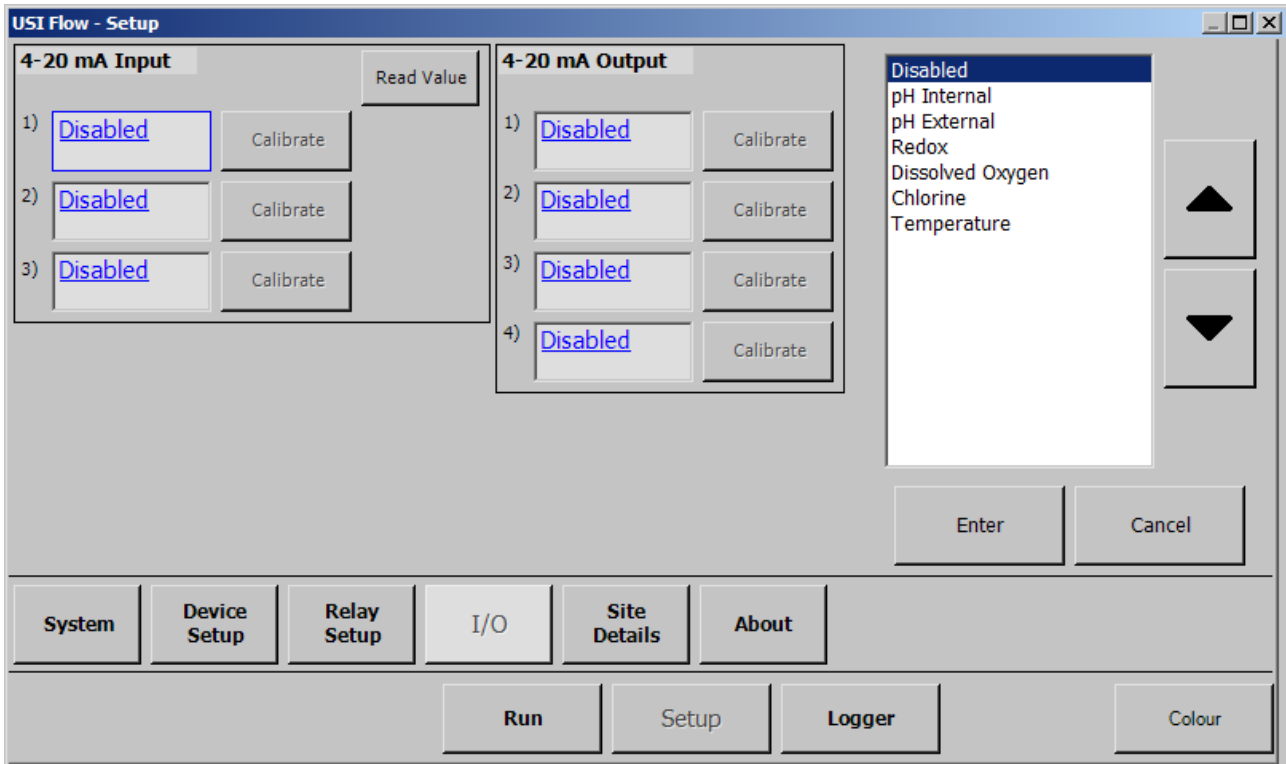 USI Flow - Setup
4-20 mA Input
Read Value
1) Disabled Calibrate
2) Disabled Calibrate
3) Disabled Calibrate
4-20 mA Output
1) Disabled Calibrate
2) Disabled Calibrate
3) Disabled Calibrate
4) Disabled Calibrate
Disabled
pH Internal
pH External
Redox
Dissolved Oxygen
Chlorine
Temperature
Enter Cancel
System
Device
Setup
Relay
Setup
I/O
Site
Details
About
Run Setup Logger Colour